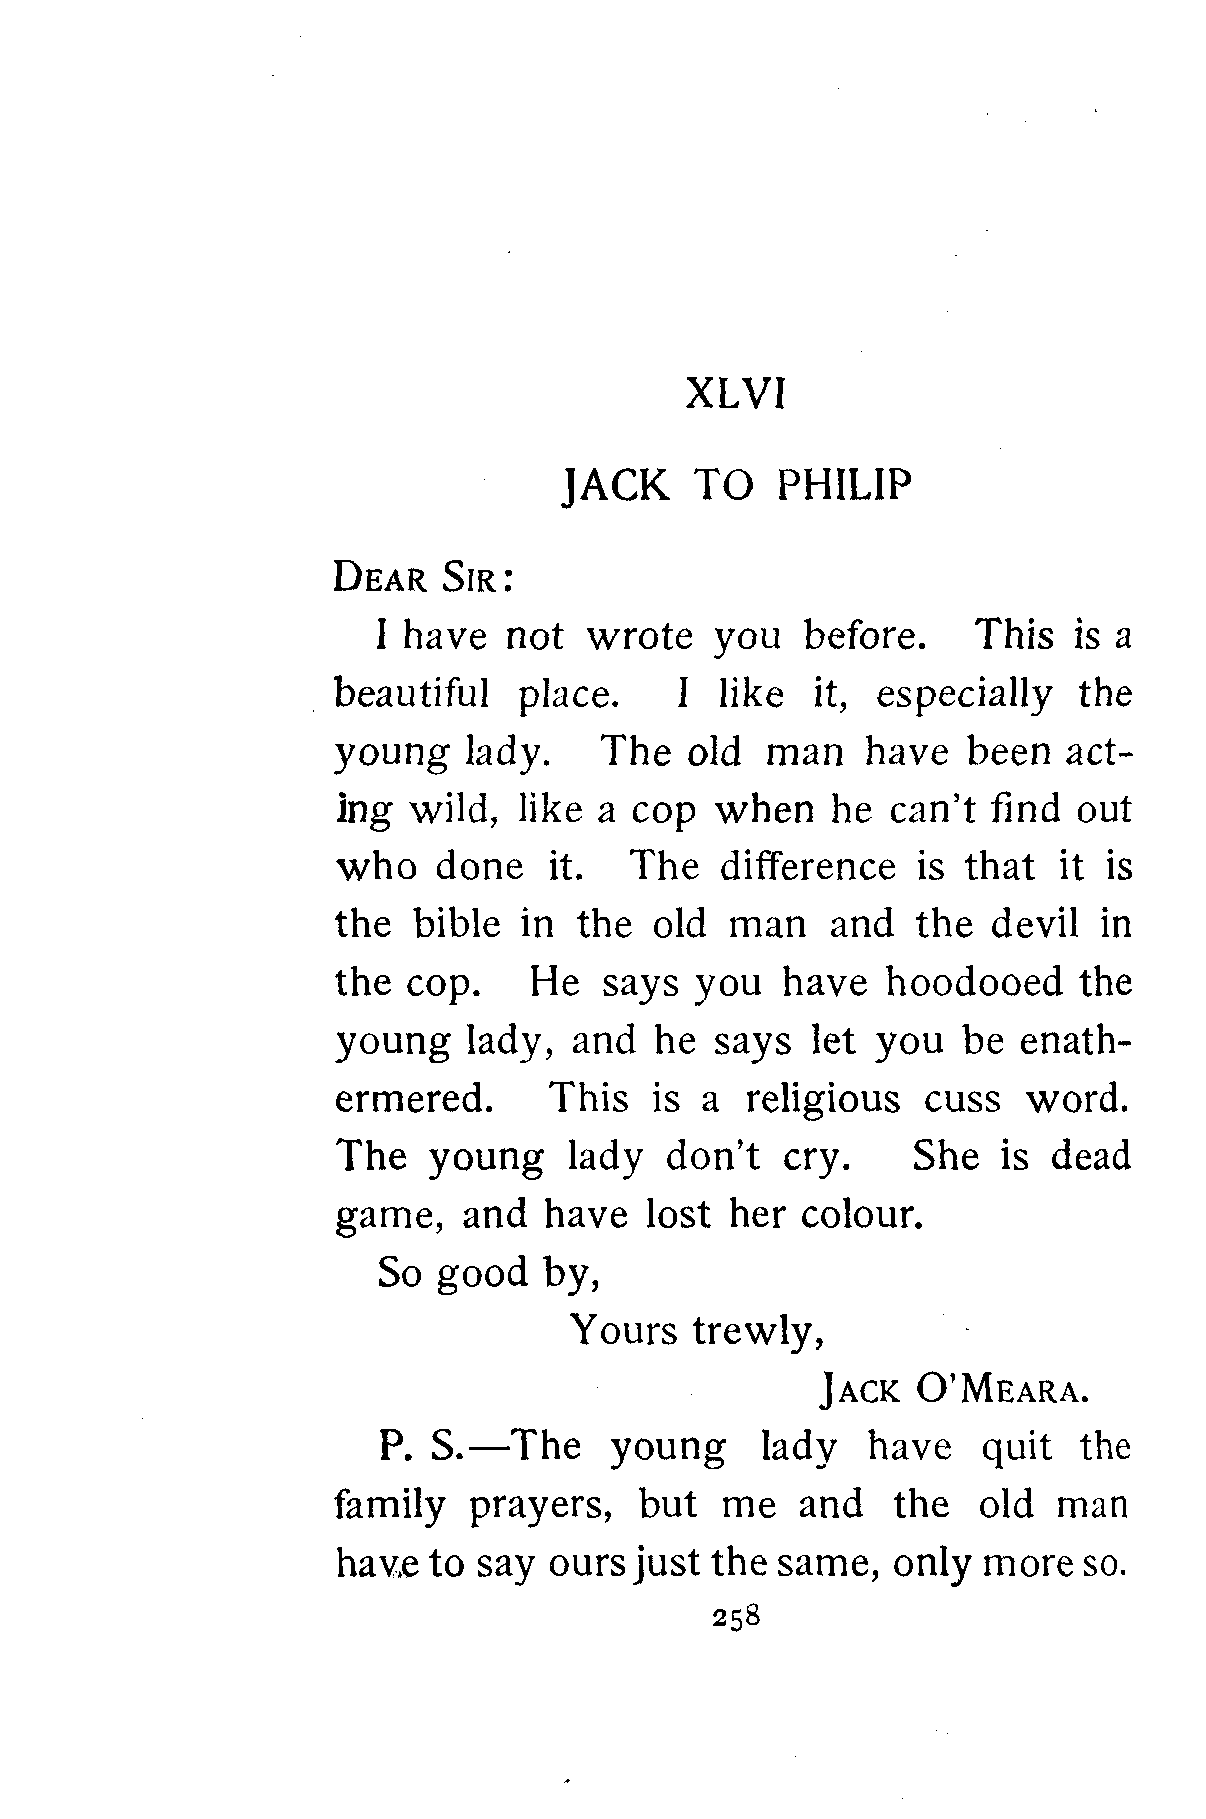 XLVI
JACK TO PHILIP
DEAR SIR:
I have not wrote you before. This is a
beautiful place. I like it, especially the
young lady. The old man have been act-
ing wild, like a cop when he can't find out
who done it. The difference is that it is
the bible in the old man and the devil in
the cop. He says you have hoodooed the
young lady, and he says let you be enath-
ermered. This is a religious cuss word.
The young lady don't cry. She is dead
game, and have lost her colour.
So good by,
Yours trewly,
JACK O'MEARA.
P. S.—The young lady have quit the
family prayers, but me and the old man
have to say ours just the same, only more so.
258